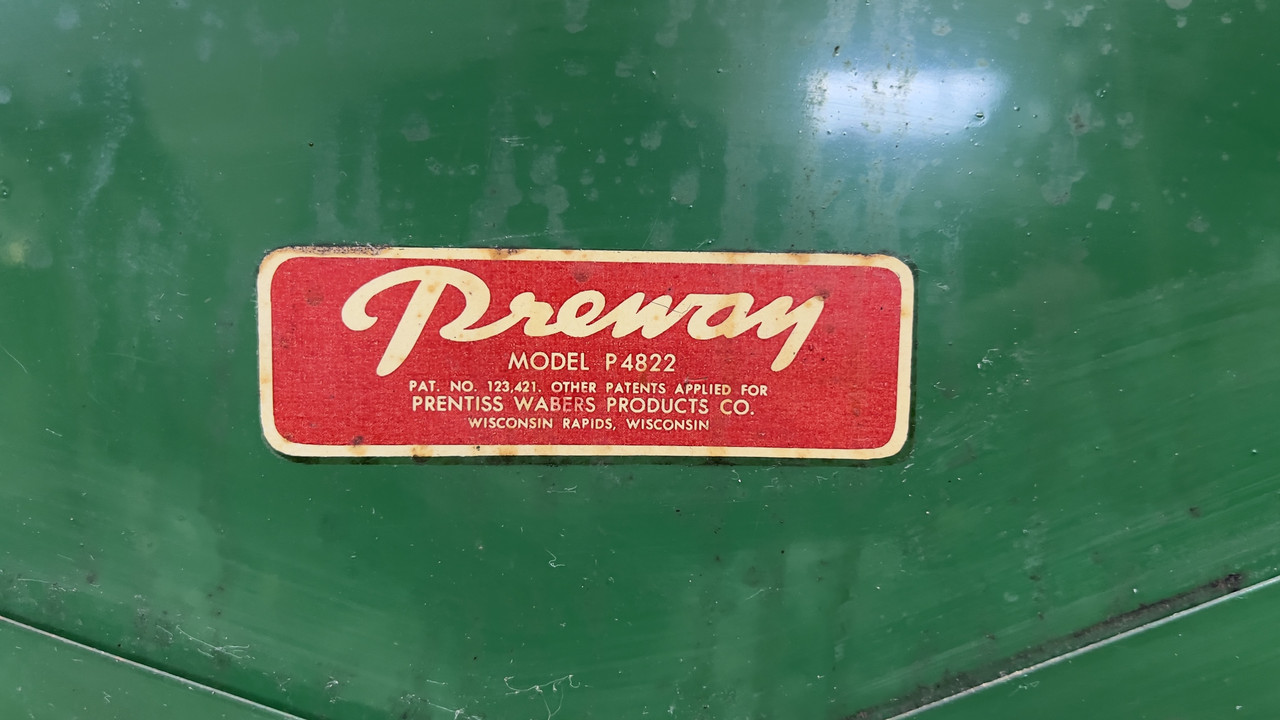 Preway
MODEL P4822
PAT. NO. 123,421. OTHER PATENTS APPLIED FOR
PRENTISS WABERS PRODUCTS CO.
WISCONSIN RAPIDS, WISCONSIN